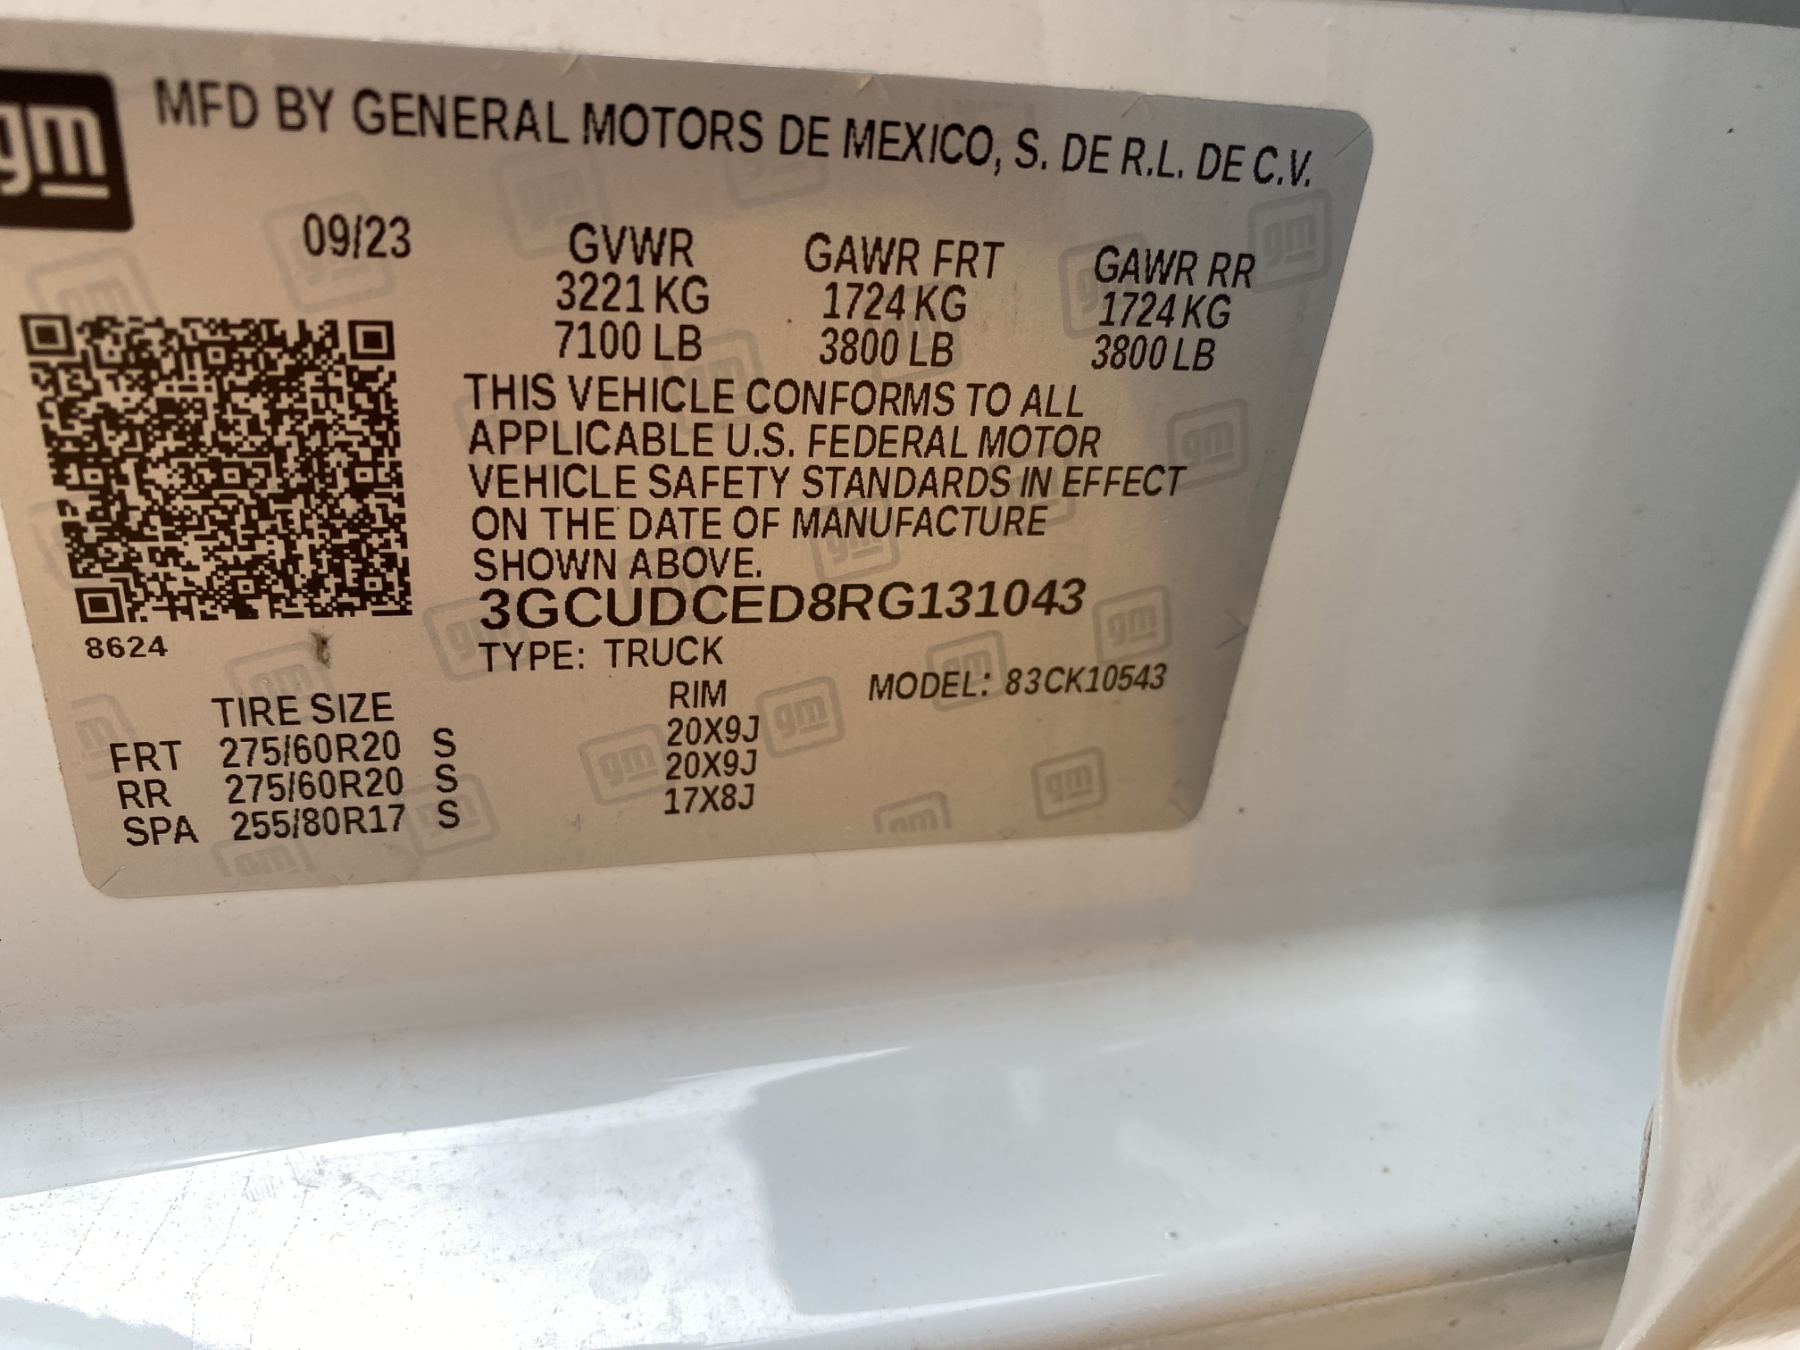 gm MFD BY GENERAL MOTORS DE MEXICO, S. DE R.L. DE C.V.
09/23 GVWR GAWR FRT GAWR RR
3221 KG 1724 KG 1724 KG
7100 LB 3800 LB 3800 LB
THIS VEHICLE CONFORMS TO ALL
APPLICABLE U.S. FEDERAL MOTOR
VEHICLE SAFETY STANDARDS IN EFFECT
ON THE DATE OF MANUFACTURE
SHOWN ABOVE.
3GCUDCED8RG131043
8624 TYPE: TRUCK
TIRE SIZE RIM MODEL: 83CK10543
FRT 275/60R20 S 20X9J
RR 275/60R20 S 20X9J
SPA 255/80R17 S 17X8J